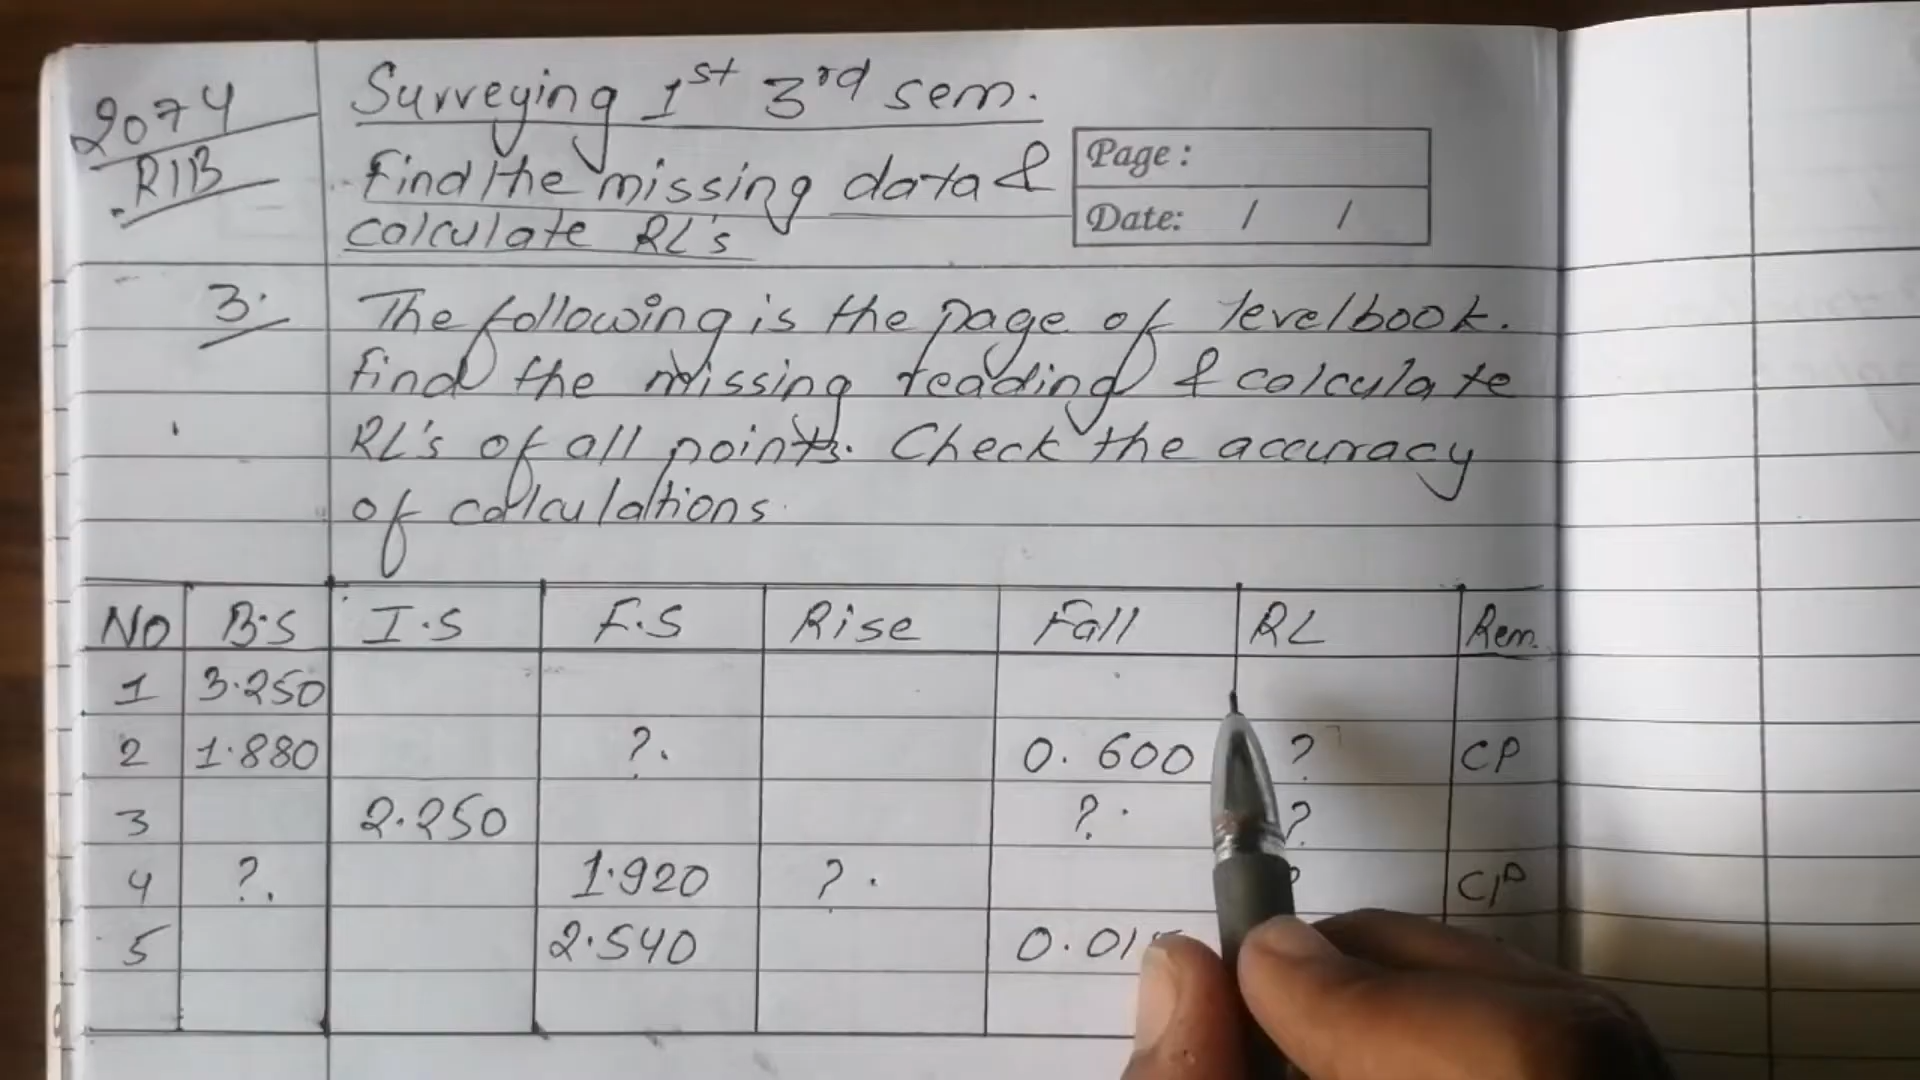 2074
R/B
Surveying 1st 3rd sem.
Find the missing data &
calculate RL's
Page :
Date: / /
3.
The following is the page of levelbook.
Find the missing reading & calculate
RL's of all points. Check the accuracy
of calculations.
No B.S I.S F.S Rise Fall RL Rem.
1 3.250
2 1.880 ? 0.600 ? CP
3 2.250 ? ?
4 ? 1.920 ? ? CP
5 2.540 0.01